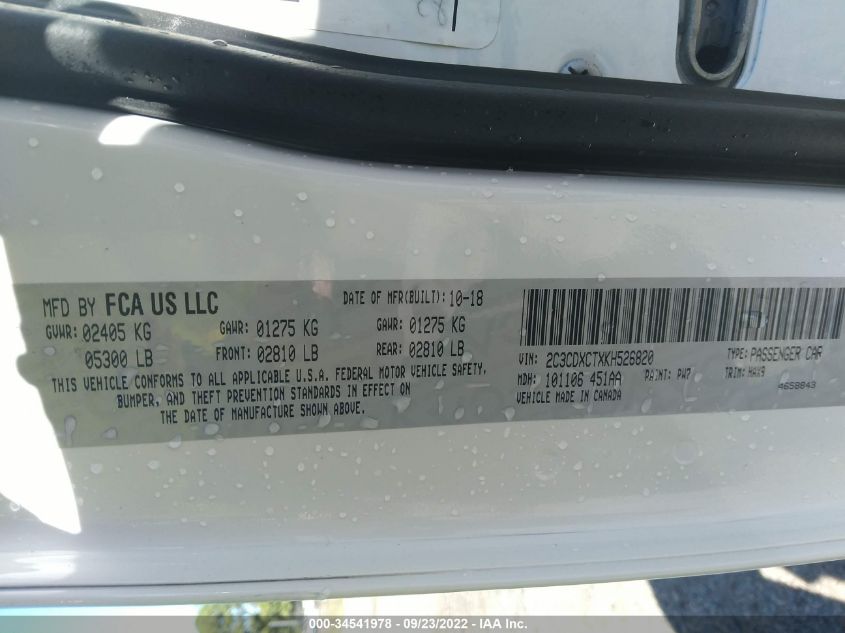 MFD BY FCA US LLC
DATE OF MFR(BUILT): 10-18
GVWR: 02405 KG
GAWR: 01275 KG
GAWR: 01275 KG
05300 LB
FRONT: 02810 LB
REAR: 02810 LB
THIS VEHICLE CONFORMS TO ALL APPLICABLE U.S.A. FEDERAL MOTOR VEHICLE SAFETY,
BUMPER, AND THEFT PREVENTION STANDARDS IN EFFECT ON
THE DATE OF MANUFACTURE SHOWN ABOVE.
VIN: 2C3CDXCTXKH526820
TYPE: PASSENGER CAR
MDH: 101106 451AA
PAINT: PW7
TRIM: HAX9
VEHICLE MADE IN CANADA
4658843
000-34541978 - 09/23/2022 - IAA Inc.